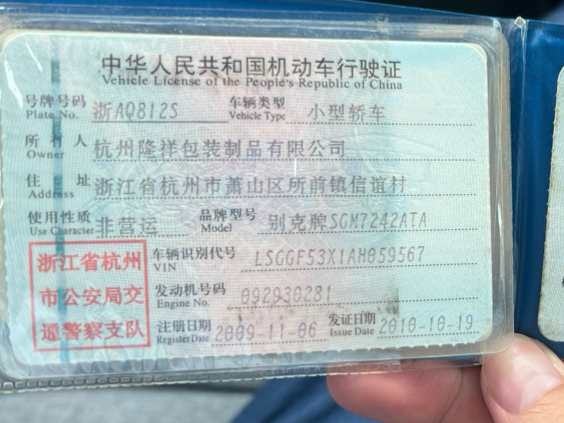 中华人民共和国机动车行驶证
Vehicle License of the People's Republic of China
号牌号码 Plate No. 浙AQ812S 车辆类型 Vehicle Type 小型轿车
所有人 Owner 杭州隆祥包装制品有限公司
住址 Address 浙江省杭州市萧山区所前镇信谊村
使用性质 Use Character 非营运 品牌型号 Model 别克牌SGM7242ATA
浙江省杭州市公安局交通警察支队
车辆识别代号 VIN LSGGF53X1AH059567
发动机号码 Engine No. 092930281
注册日期 Register Date 2009-11-06 发证日期 Issue Date 2010-10-19